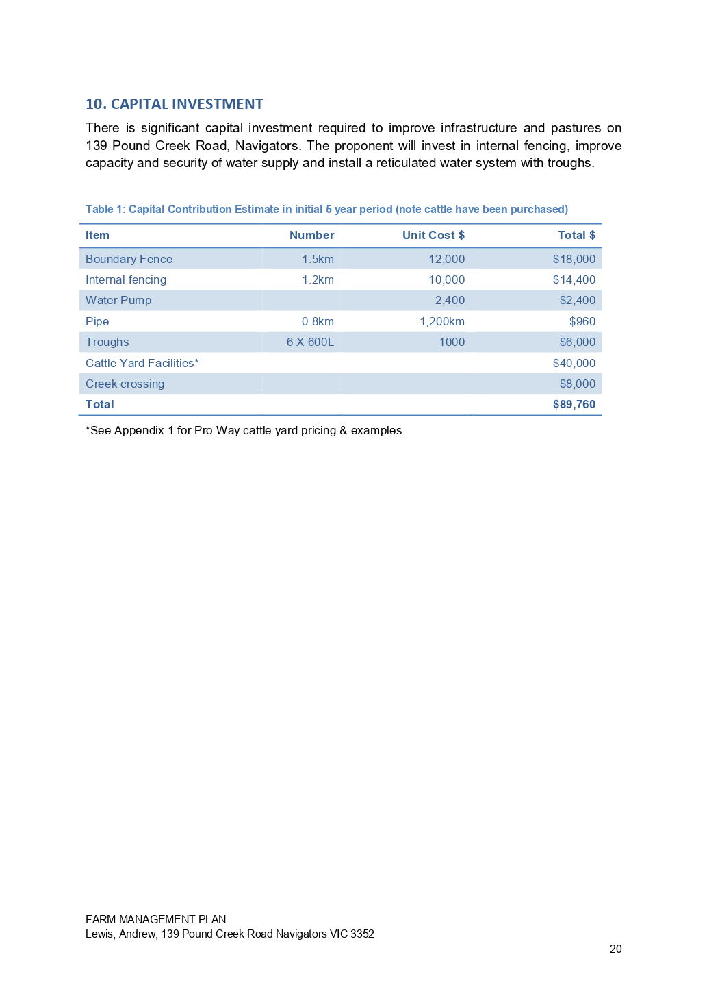 10. CAPITAL INVESTMENT
There is significant capital investment required to improve infrastructure and pastures on
139 Pound Creek Road, Navigators. The proponent will invest in internal fencing, improve
capacity and security of water supply and install a reticulated water system with troughs.
Table 1: Capital Contribution Estimate in initial 5 year period (note cattle have been purchased)
Item Number Unit Cost $ Total $
Boundary Fence 1.5km 12,000 $18,000
Internal fencing 1.2km 10,000 $14,400
Water Pump 2,400 $2,400
Pipe 0.8km 1,200km $960
Troughs 6 X 600L 1000 $6,000
Cattle Yard Facilities* $40,000
Creek crossing $8,000
Total $89,760
*See Appendix 1 for Pro Way cattle yard pricing & examples.
FARM MANAGEMENT PLAN
Lewis, Andrew, 139 Pound Creek Road Navigators VIC 3352
20